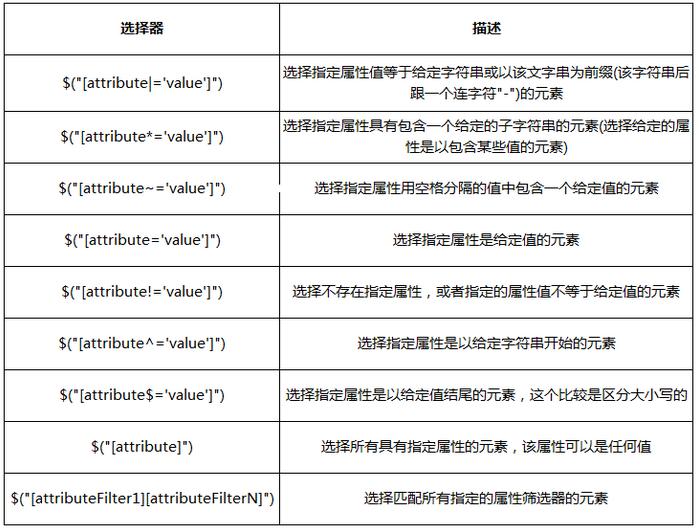 选择器
描述
$("[attribute|='value']")
选择指定属性值等于给定字符串或以该文字串为前缀(该字符串后
跟一个连字符"-")的元素
$("[attribute*='value']")
选择指定属性具有包含一个给定的子字符串的元素(选择给定的属
性是以包含某些值的元素)
$("[attribute~='value']")
选择指定属性用空格分隔的值中包含一个给定值的元素
$("[attribute='value']")
选择指定属性是给定值的元素
$("[attribute!='value']")
选择不存在指定属性，或者指定的属性值不等于给定值的元素
$("[attribute^='value']")
选择指定属性是以给定字符串开始的元素
$("[attribute$='value']")
选择指定属性是以给定值结尾的元素，这个比较是区分大小写的
$("[attribute]")
选择所有具有指定属性的元素，该属性可以是任何值
$("[attributeFilter1][attributeFilterN]")
选择匹配所有指定的属性筛选器的元素